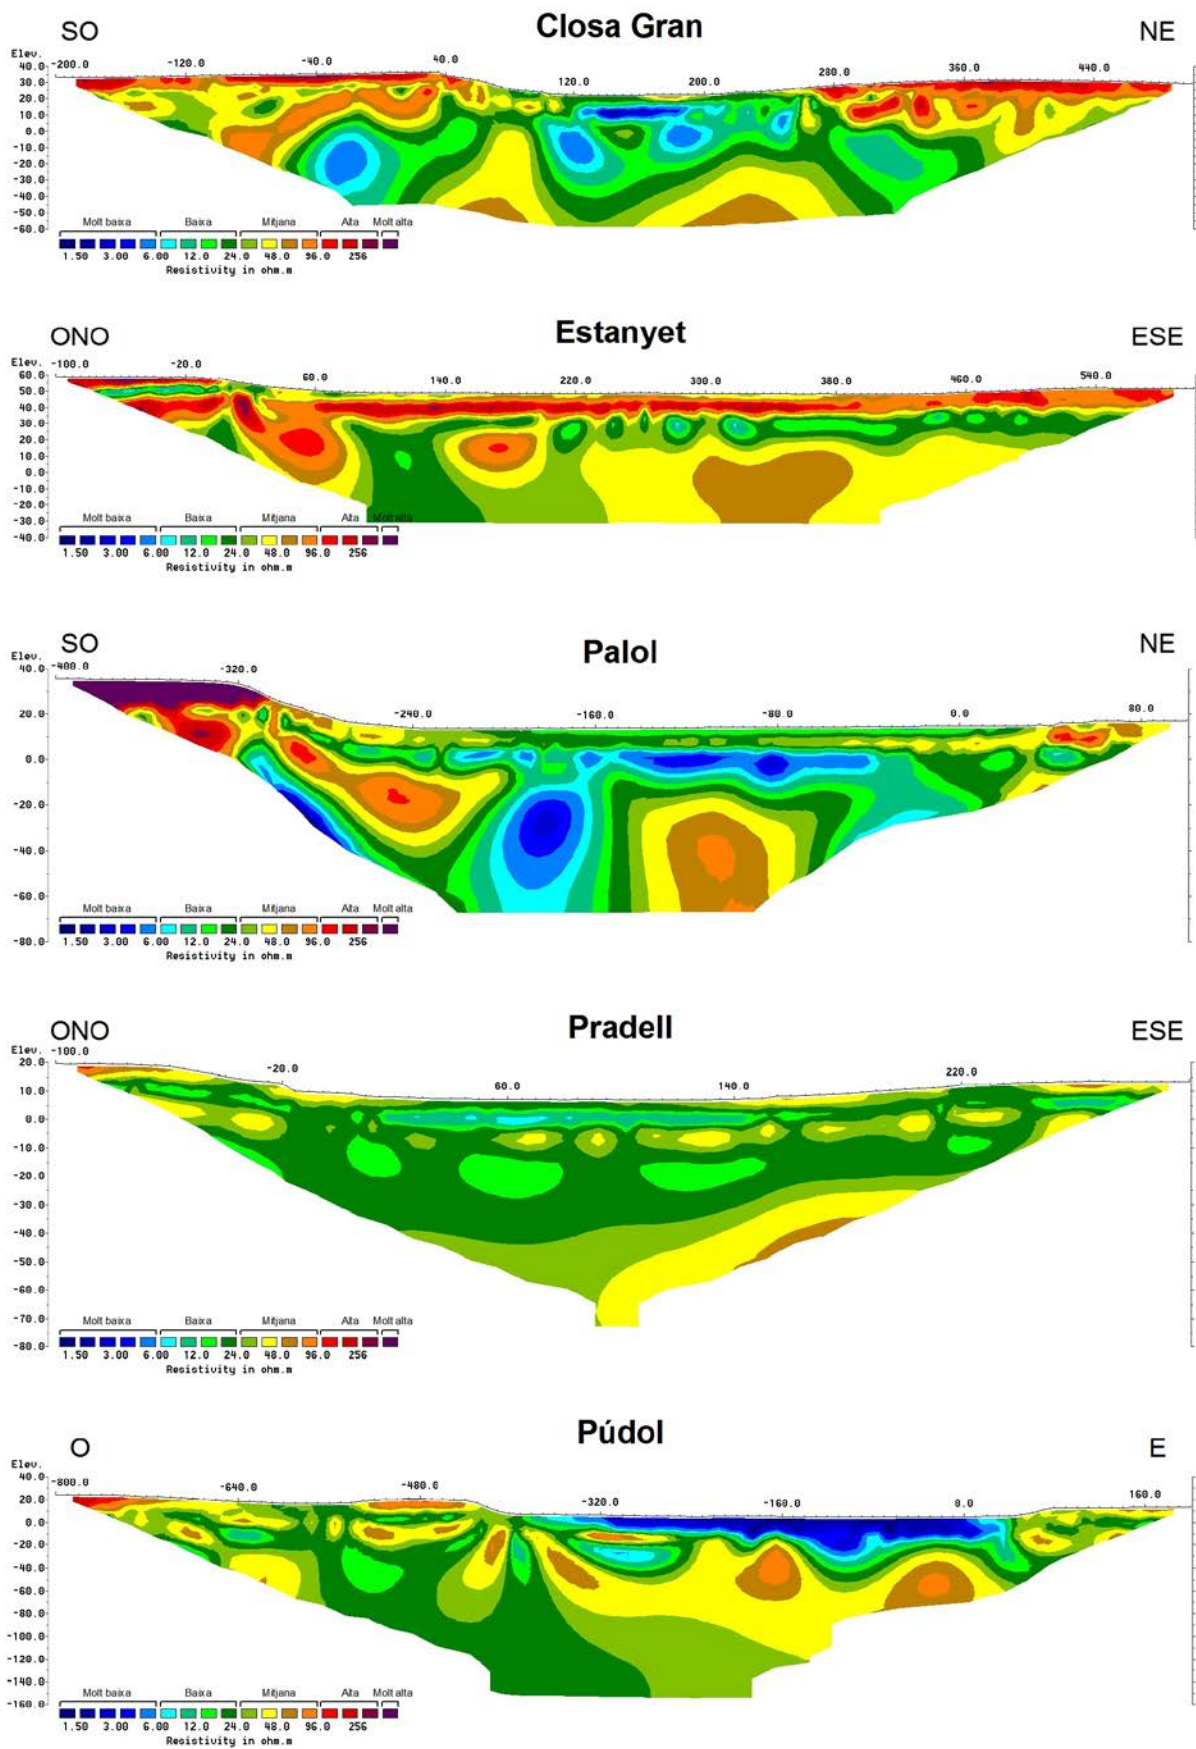 Closa Gran
SO NE
Elev. -200.0 -120.0 -40.0 40.0 120.0 200.0 280.0 360.0 440.0
40.0
30.0
20.0
10.0
0.0
-10.0
-20.0
-30.0
-40.0
-50.0
-60.0
Molt baixa Baixa Mitjana Alta Molt alta
1.50 3.00 6.00 12.0 24.0 48.0 96.0 256
Resistivity in ohm.m
Estanyet
ONO ESE
Elev. -100.0 -20.0 60.0 140.0 220.0 300.0 380.0 460.0 540.0
60.0
50.0
40.0
30.0
20.0
10.0
0.0
-10.0
-20.0
-30.0
-40.0
Molt baixa Baixa Mitjana Alta Molt alta
1.50 3.00 6.00 12.0 24.0 48.0 96.0 256
Resistivity in ohm.m
Palol
SO NE
Elev. -400.0 -320.0 -240.0 -160.0 -80.0 0.0 80.0
40.0
20.0
0.0
-20.0
-40.0
-60.0
-80.0
Molt baixa Baixa Mitjana Alta Molt alta
1.50 3.00 6.00 12.0 24.0 48.0 96.0 256
Resistivity in ohm.m
Pradell
ONO ESE
Elev. -100.0 -20.0 60.0 140.0 220.0
20.0
10.0
0.0
-10.0
-20.0
-30.0
-40.0
-50.0
-60.0
-70.0
-80.0
Molt baixa Baixa Mitjana Alta Molt alta
1.50 3.00 6.00 12.0 24.0 48.0 96.0 256
Resistivity in ohm.m
Púdol
O E
Elev. -800.0 -640.0 -480.0 -320.0 -160.0 0.0 160.0
40.0
20.0
0.0
-20.0
-40.0
-60.0
-80.0
-100.0
-120.0
-140.0
-160.0
Molt baixa Baixa Mitjana Alta Molt alta
1.50 3.00 6.00 12.0 24.0 48.0 96.0 256
Resistivity in ohm.m